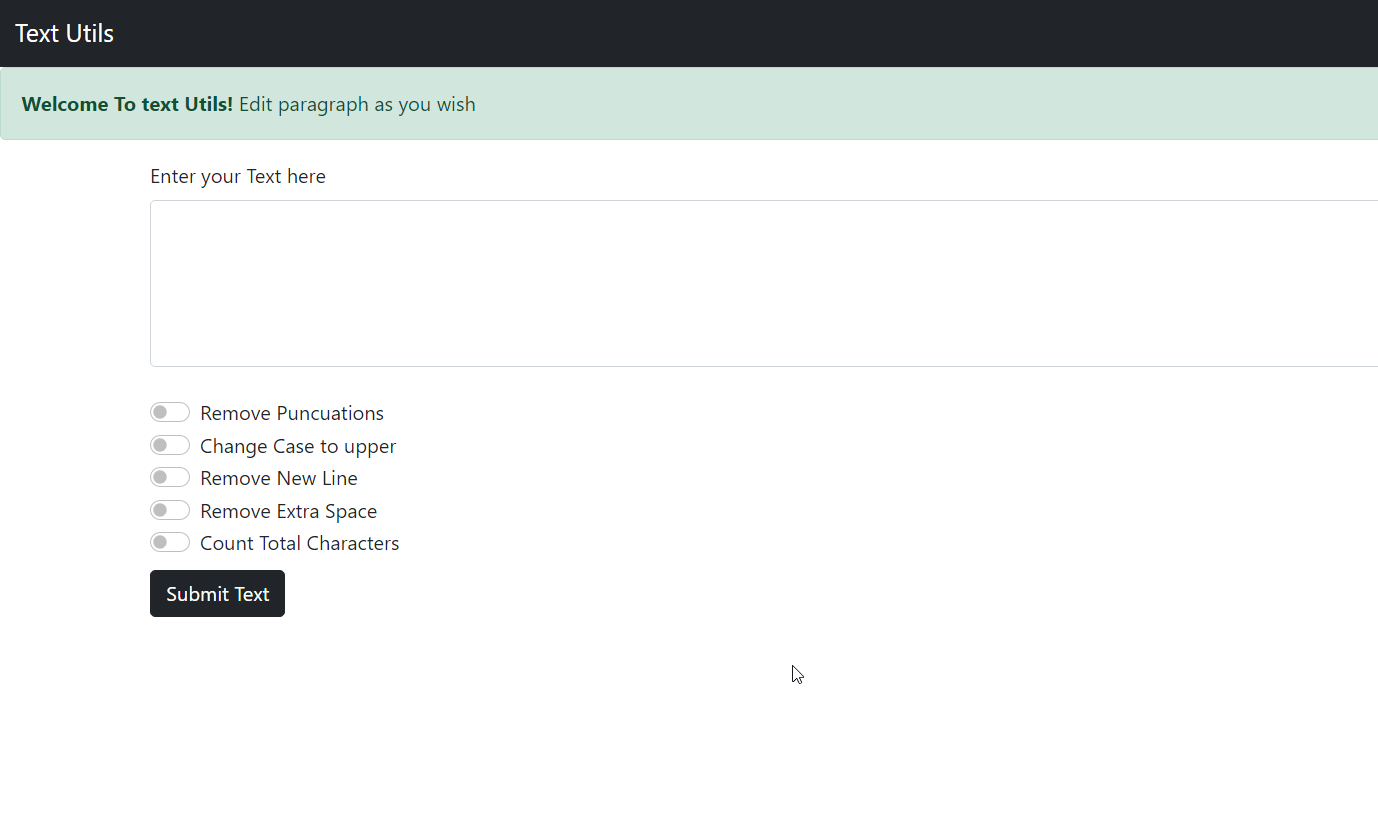 Text Utils
Welcome To text Utils! Edit paragraph as you wish
Enter your Text here
Remove Puncuations
Change Case to upper
Remove New Line
Remove Extra Space
Count Total Characters
Submit Text